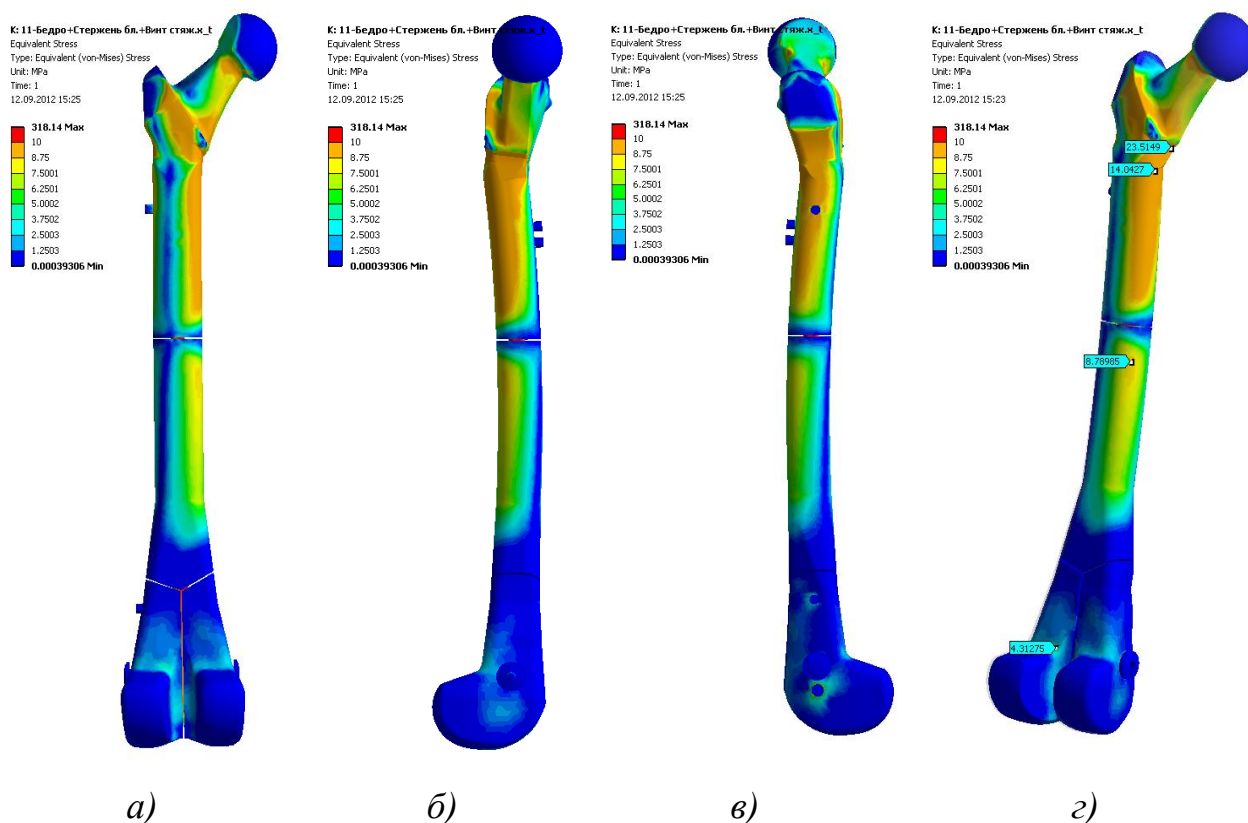 K: 11-Бедро+Стержень бл.+Винт стяж.x_t
Equivalent Stress
Type: Equivalent (von-Mises) Stress
Unit: MPa
Time: 1
12.09.2012 15:25
318.14 Max
10
8.75
7.5001
6.2501
5.0002
3.7502
2.5003
1.2503
0.00039306 Min
K: 11-Бедро+Стержень бл.+Винт стяж.x_t
Equivalent Stress
Type: Equivalent (von-Mises) Stress
Unit: MPa
Time: 1
12.09.2012 15:25
318.14 Max
10
8.75
7.5001
6.2501
5.0002
3.7502
2.5003
1.2503
0.00039306 Min
K: 11-Бедро+Стержень бл.+Винт стяж.x_t
Equivalent Stress
Type: Equivalent (von-Mises) Stress
Unit: MPa
Time: 1
12.09.2012 15:25
318.14 Max
10
8.75
7.5001
6.2501
5.0002
3.7502
2.5003
1.2503
0.00039306 Min
K: 11-Бедро+Стержень бл.+Винт стяж.x_t
Equivalent Stress
Type: Equivalent (von-Mises) Stress
Unit: MPa
Time: 1
12.09.2012 15:23
318.14 Max
10
8.75
7.5001
6.2501
5.0002
3.7502
2.5003
1.2503
0.00039306 Min
23.5149
14.0427
8.78985
4.31275
а) б) в) г)